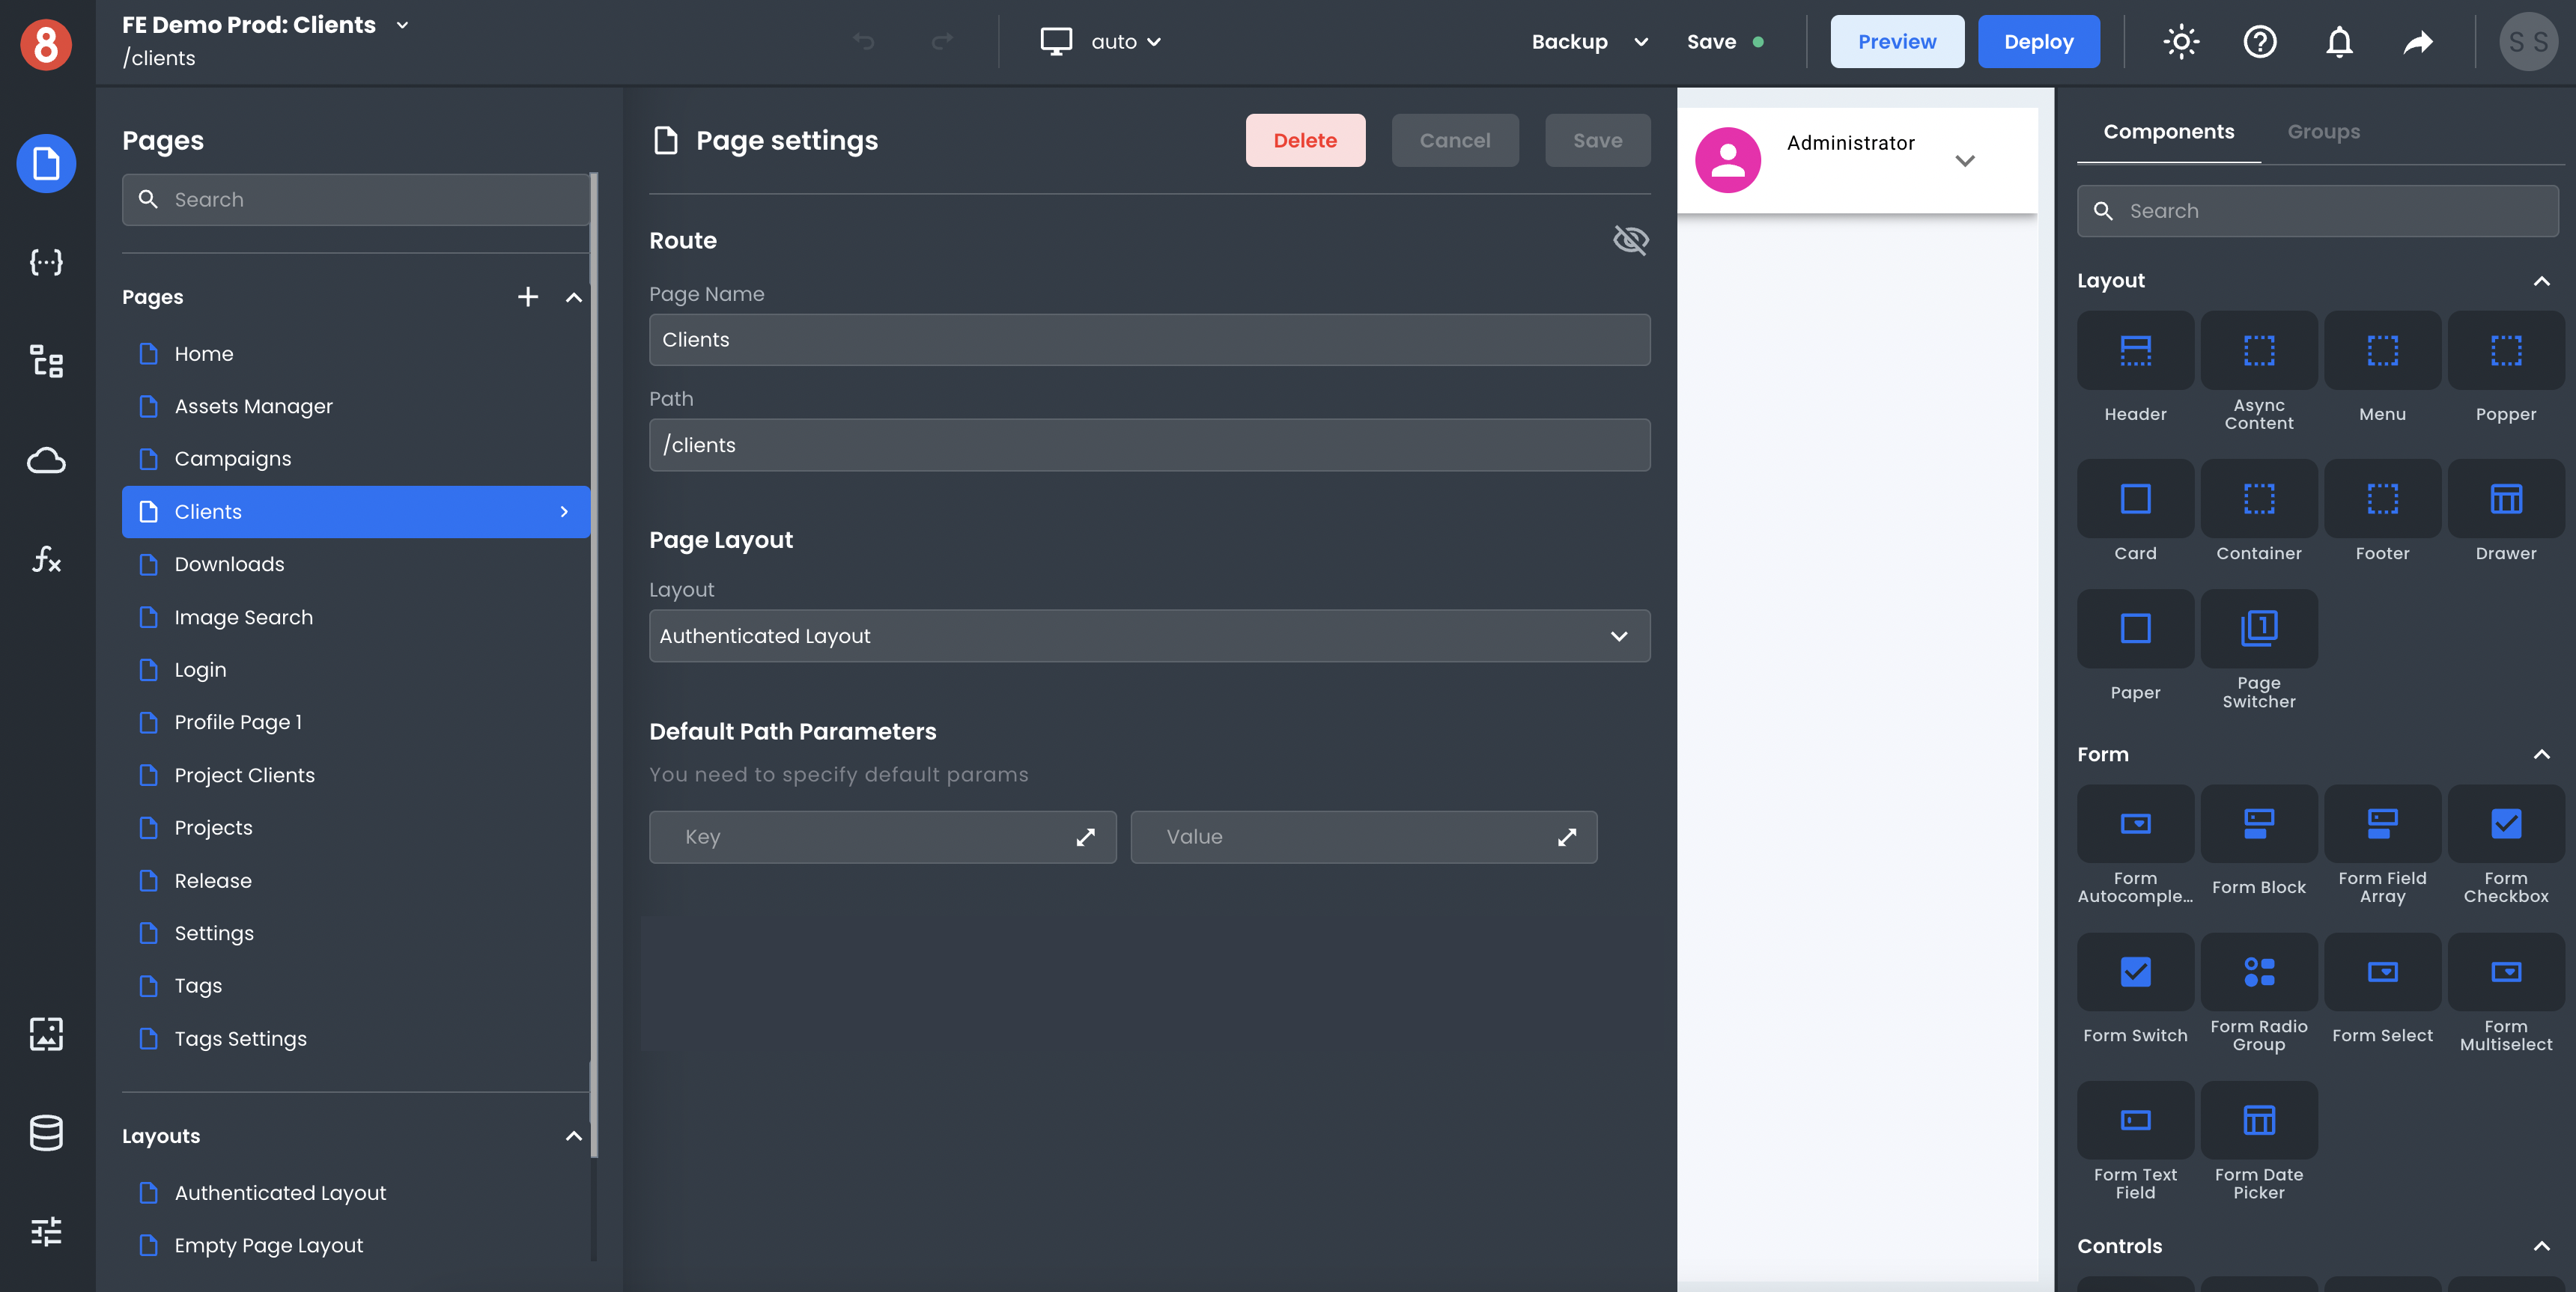 8
FE Demo Prod: Clients
/clients
auto
Backup
Save
Preview
Deploy
S S
Pages
Search
Pages
Home
Assets Manager
Campaigns
Clients
Downloads
Image Search
Login
Profile Page 1
Project Clients
Projects
Release
Settings
Tags
Tags Settings
Layouts
Authenticated Layout
Empty Page Layout
Page settings
Delete
Cancel
Save
Route
Page Name
Clients
Path
/clients
Page Layout
Layout
Authenticated Layout
Default Path Parameters
You need to specify default params
Key
Value
Administrator
Components
Groups
Search
Layout
Header
Async
Content
Menu
Popper
Card
Container
Footer
Drawer
Paper
Page
Switcher
Form
Form
Autocomple...
Form Block
Form Field
Array
Form
Checkbox
Form Switch
Form Radio
Group
Form Select
Form
Multiselect
Form Text
Field
Form Date
Picker
Controls